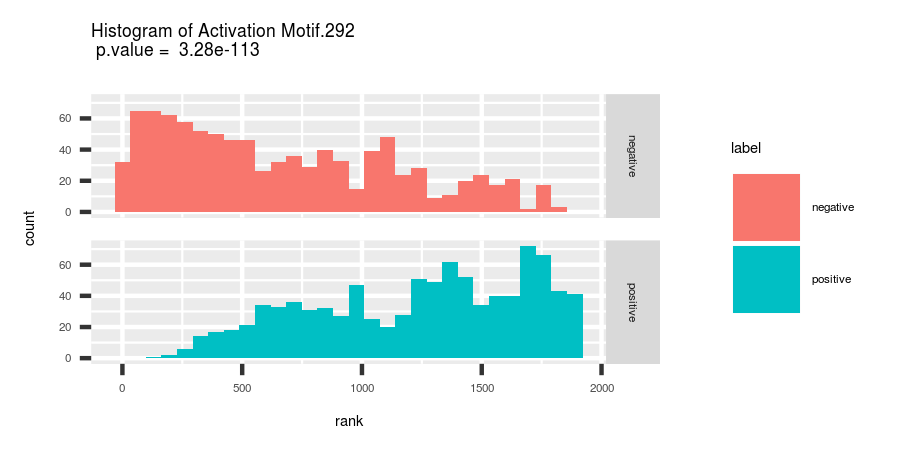 Histogram of Activation Motif.292
p.value = 3.28e-113
count
60
40
20
0
negative
60
40
20
0
positive
0 500 1000 1500 2000
rank
label
negative
positive